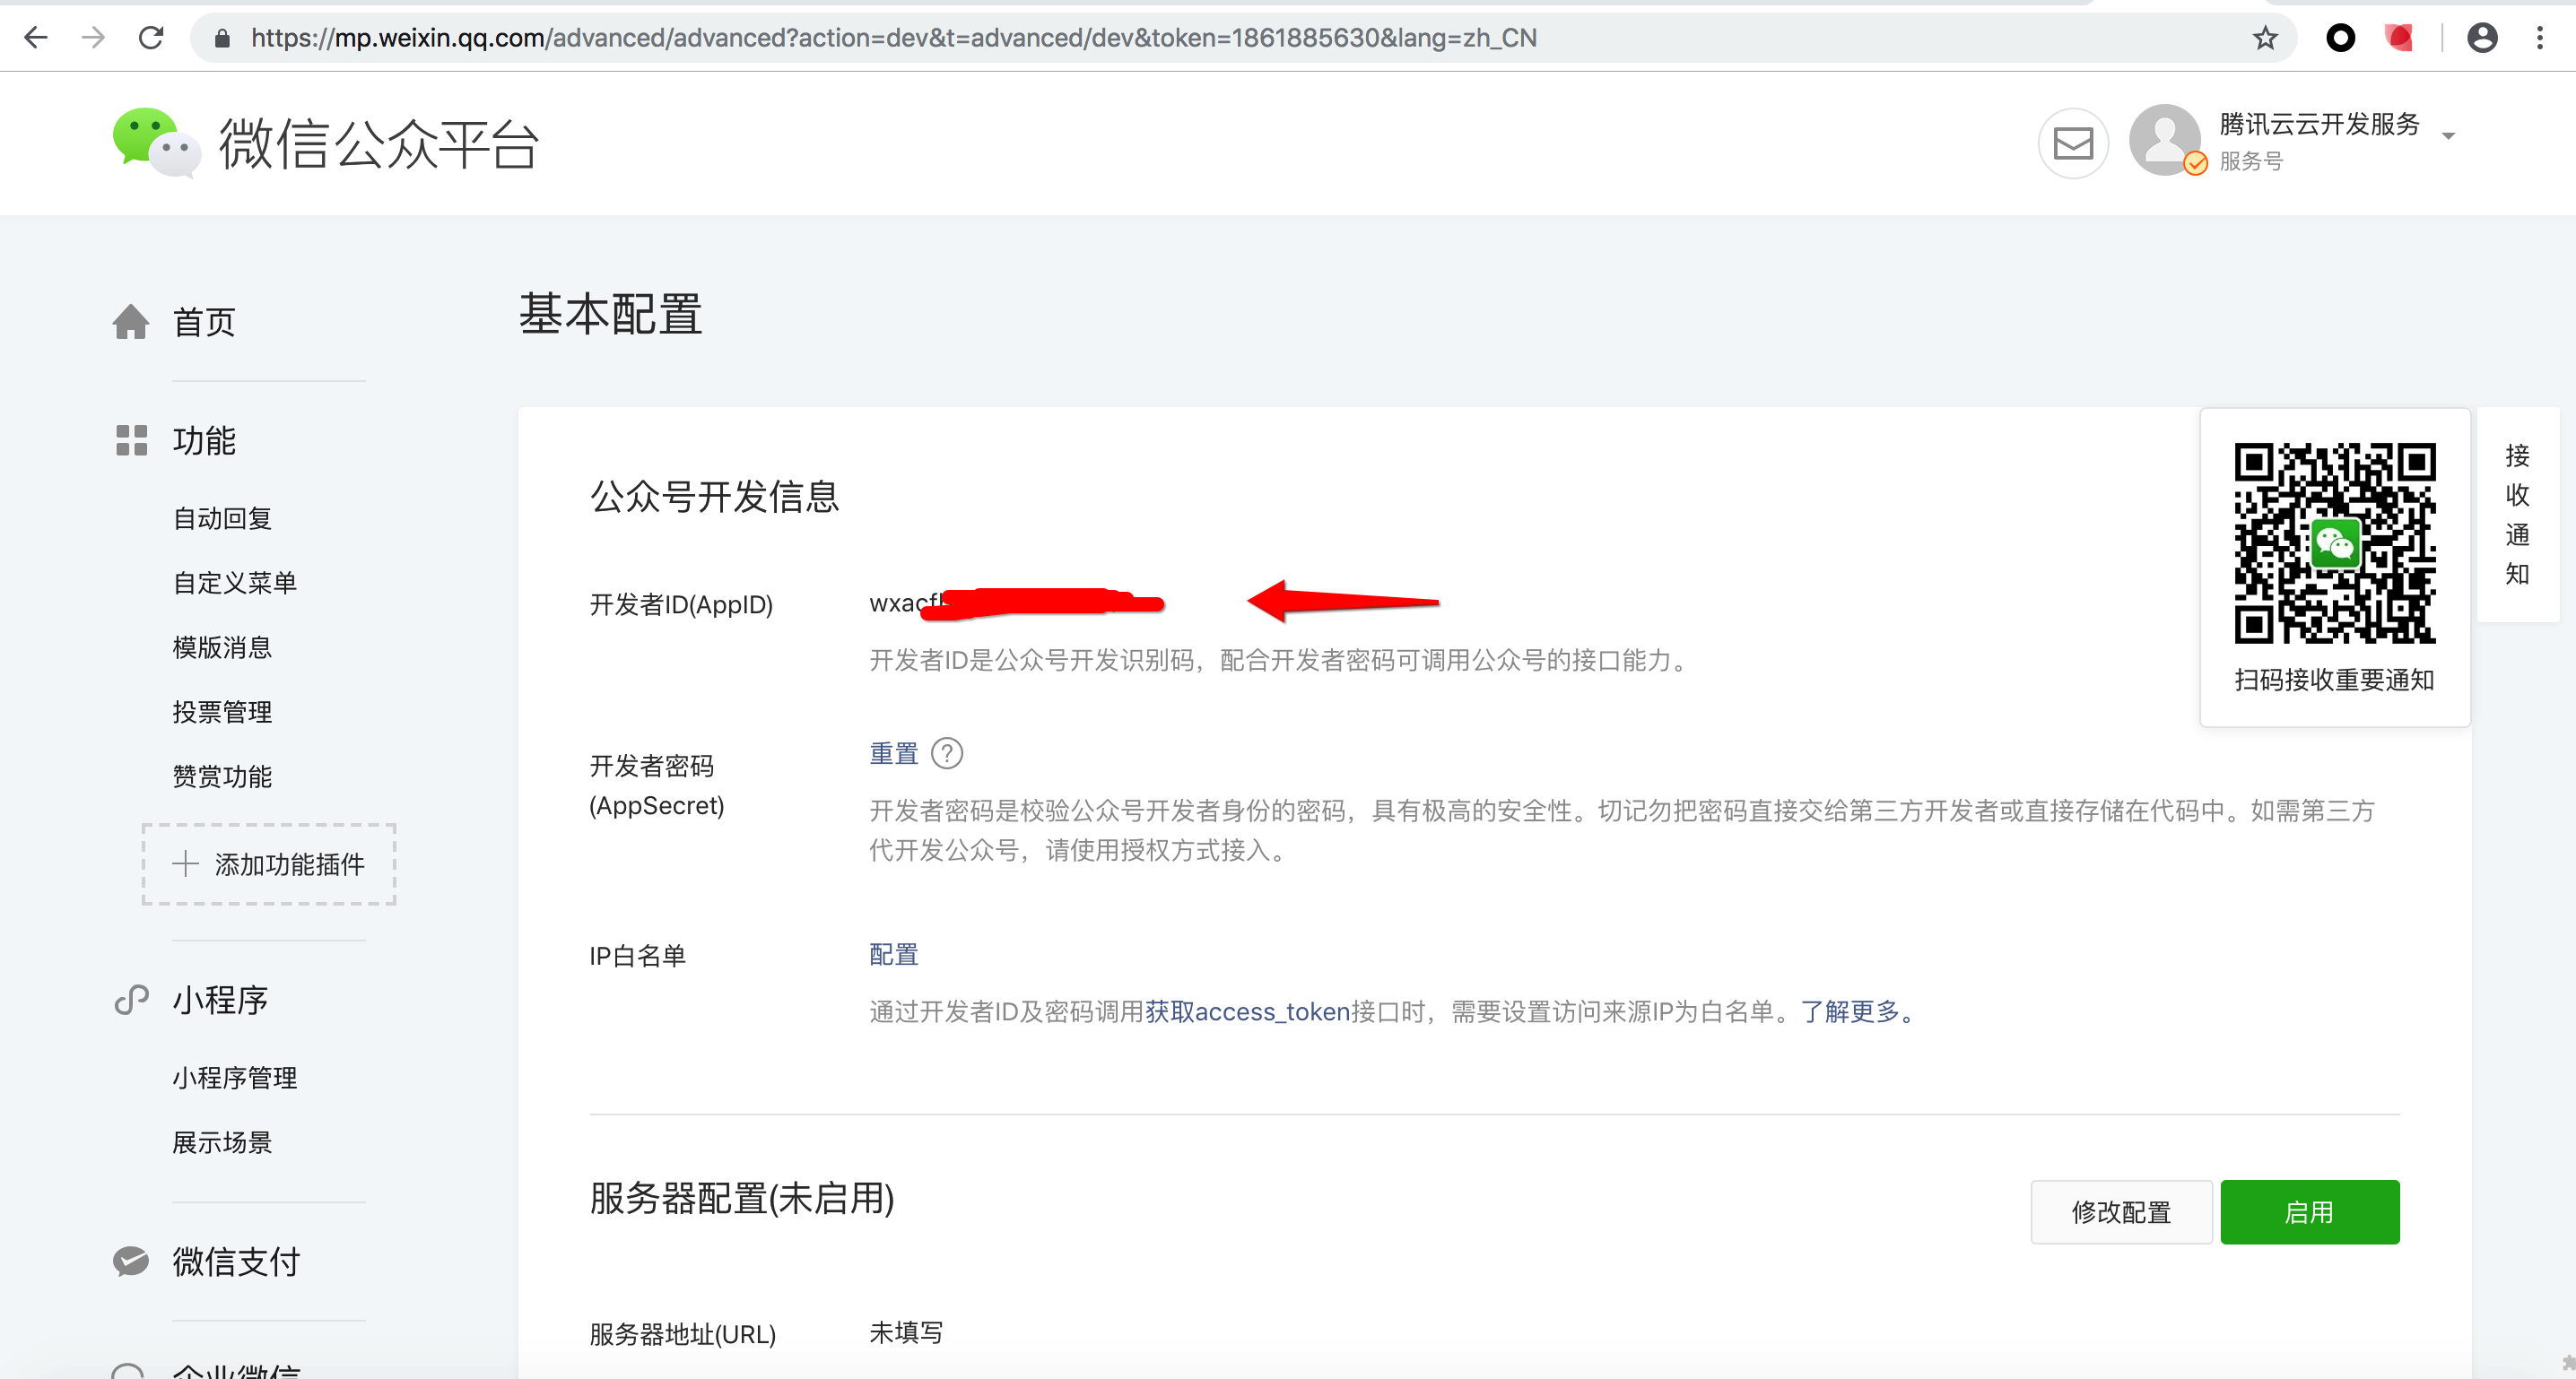 https://mp.weixin.qq.com/advanced/advanced?action=dev&t=advanced/dev&token=1861885630&lang=zh_CN
微信公众平台
腾讯云云开发服务
服务号
首页
功能
自动回复
自定义菜单
模版消息
投票管理
赞赏功能
添加功能插件
小程序
小程序管理
展示场景
微信支付
企业微信
基本配置
公众号开发信息
开发者ID(AppID)
wxacf
开发者ID是公众号开发识别码，配合开发者密码可调用公众号的接口能力。
开发者密码
(AppSecret)
重置 ?
开发者密码是校验公众号开发者身份的密码，具有极高的安全性。切记勿把密码直接交给第三方开发者或直接存储在代码中。如需第三方
代开发公众号，请使用授权方式接入。
IP白名单
配置
通过开发者ID及密码调用获取access_token接口时，需要设置访问来源IP为白名单。了解更多。
服务器配置(未启用)
修改配置
启用
服务器地址(URL)
未填写
扫码接收重要通知
接
收
通
知